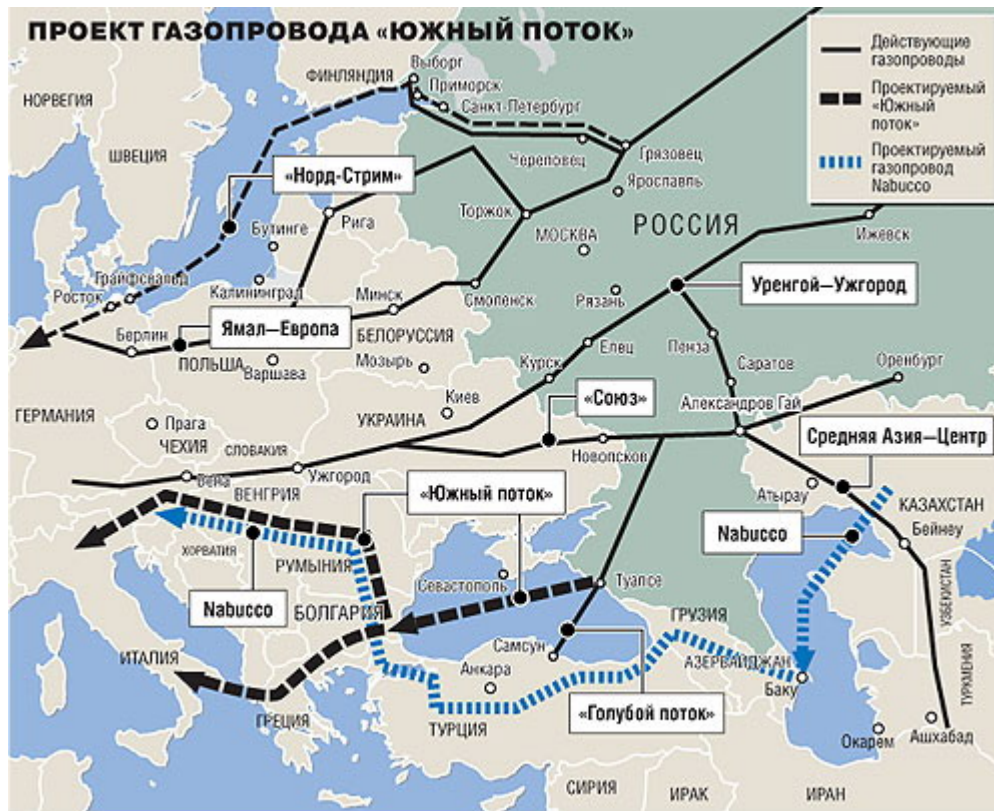 ПРОЕКТ ГАЗОПРОВОДА «ЮЖНЫЙ ПОТОК»
Действующие
газопроводы
Проектируемый
«Южный
поток»
Проектируемый
газопровод
Nabucco
НОРВЕГИЯ
ШВЕЦИЯ
ФИНЛЯНДИЯ
Выборг
Приморск
Санкт-Петербург
Череповец
Грязовец
Ярославль
«Норд-Стрим»
Рига
Торжок
МОСКВА
РОССИЯ
Ижевск
Бутинге
Грайфсвальд
Росток
Калининград
Минск
Смоленск
Рязань
Уренгой—Ужгород
Берлин
Ямал—Европа
ПОЛЬША
Варшава
БЕЛОРУССИЯ
Мозырь
Курск
Елец
Пенза
Саратов
Оренбург
ГЕРМАНИЯ
Прага
ЧЕХИЯ
СЛОВАКИЯ
УКРАИНА
Киев
«Союз»
Александров Гай
Средняя Азия—Центр
Вена
Ужгород
Новопсков
ВЕНГРИЯ
«Южный поток»
Атырау
КАЗАХСТАН
Бейнеу
Nabucco
ХОРВАТИЯ
РУМЫНИЯ
Nabucco
БОЛГАРИЯ
Севастополь
Туапсе
ГРУЗИЯ
УЗБЕКИСТАН
ТУРКМЕНИЯ
ИТАЛИЯ
Самсун
Анкара
АЗЕРБАЙДЖАН
Баку
ГРЕЦИЯ
ТУРЦИЯ
«Голубой поток»
Окарем
Ашхабад
СИРИЯ
ИРАК
ИРАН